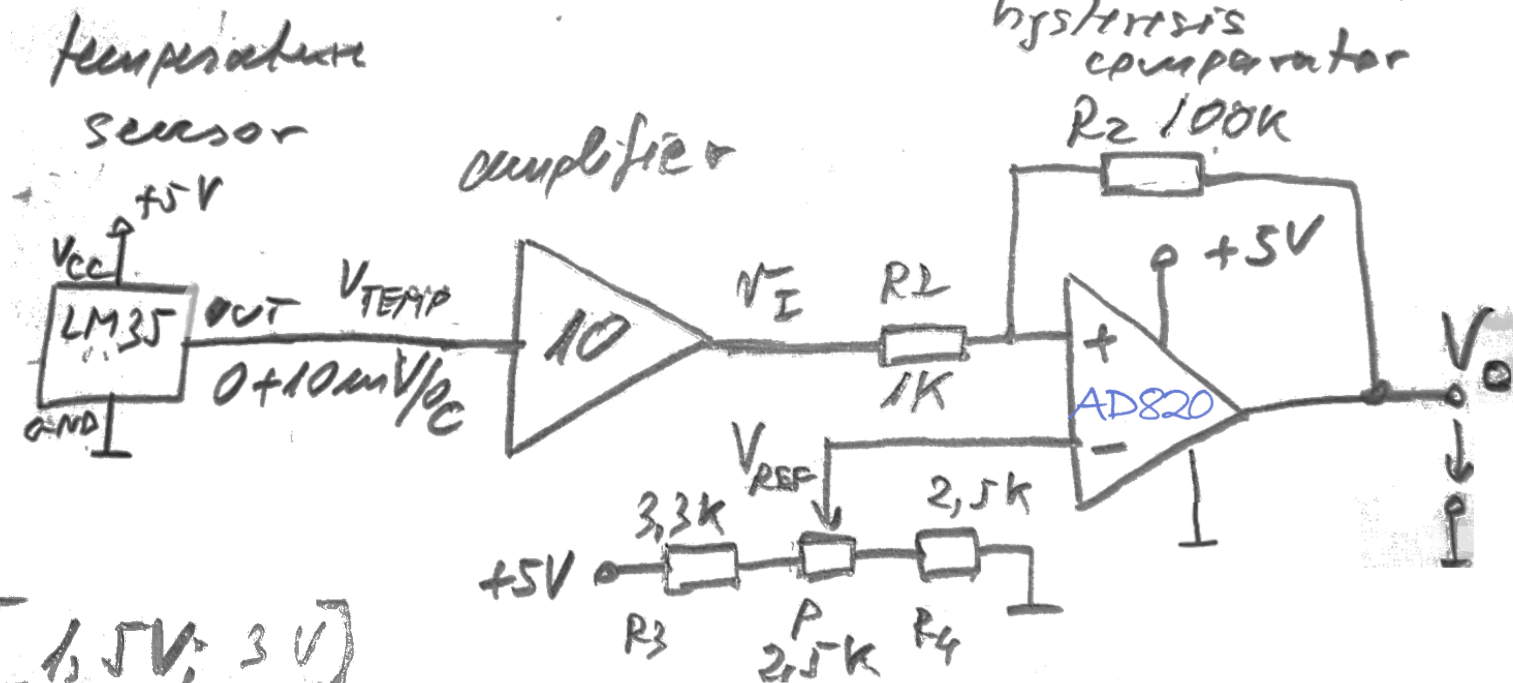 temperature
sensor
+5V
VCC
LM35
OUT
GND
VTEMP
0+10mV/°C
amplifier
10
VI
R1
1K
hysteresis
comparator
R2 100K
+5V
+
AD820
-
VO
VREF
+5V
3,3K
R3
P
2,5K
2,5K
R4
1,5V; 3V]